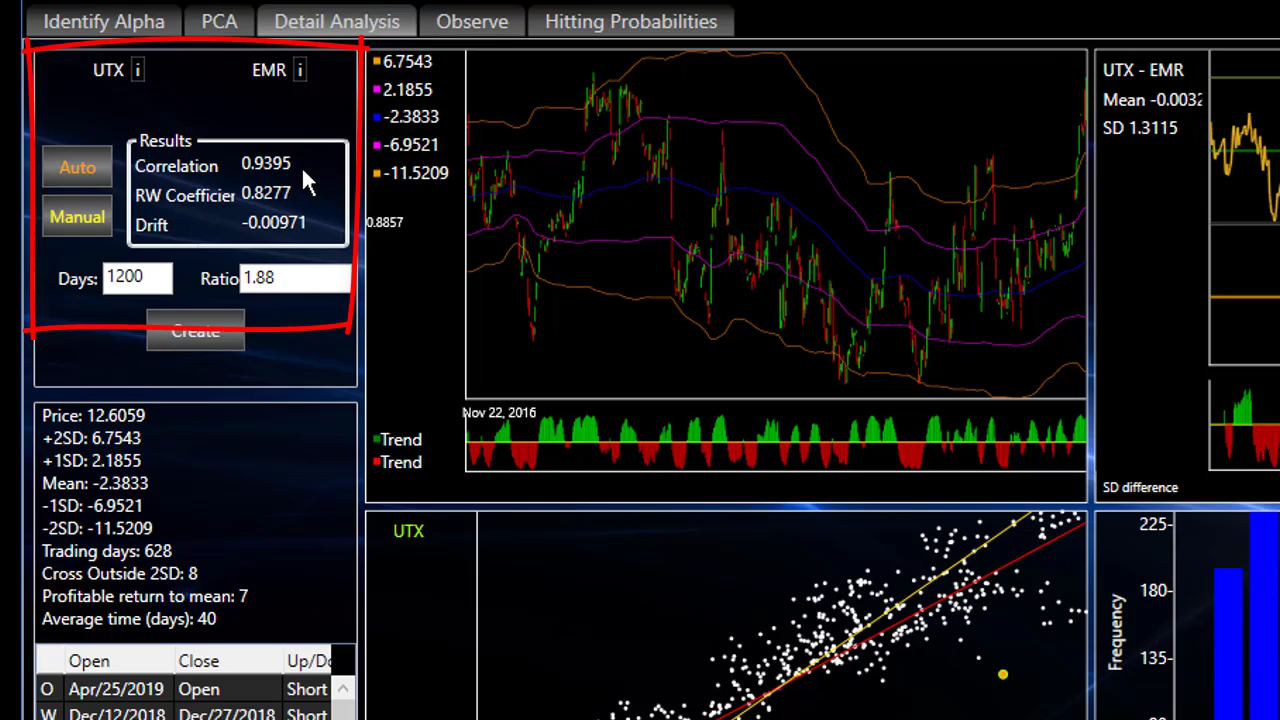 Identify Alpha
PCA
Detail Analysis
Observe
Hitting Probabilities
UTX i
EMR i
Results
Correlation 0.9395
RW Coefficier 0.8277
Drift -0.00971
Auto
Manual
Days: 1200
Ratio 1.88
Create
Price: 12.6059
+2SD: 6.7543
+1SD: 2.1855
Mean: -2.3833
-1SD: -6.9521
-2SD: -11.5209
Trading days: 628
Cross Outside 2SD: 8
Profitable return to mean: 7
Average time (days): 40
Open Close Up/Do
O Apr/25/2019 Open Short
W Dec/12/2018 Dec/27/2018 Short
6.7543
2.1855
-2.3833
-6.9521
-11.5209
0.8857
Nov 22, 2016
Trend
Trend
UTX
UTX - EMR
Mean -0.0032
SD 1.3115
SD difference
225-
180-
135-
90-
Frequency